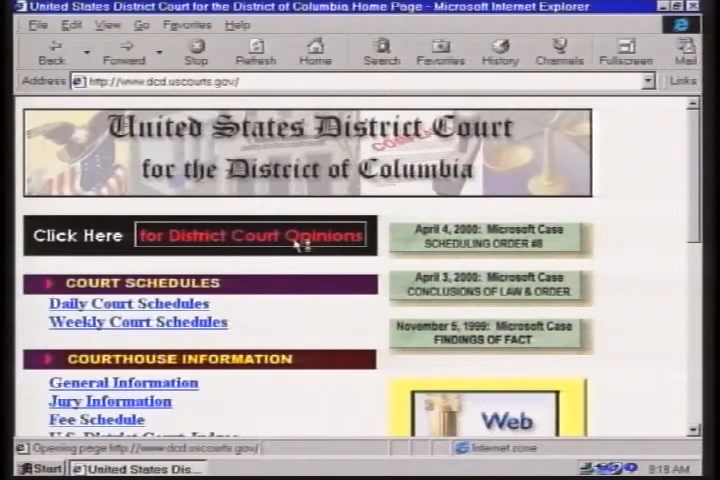 United States District Court for the District of Columbia Home Page - Microsoft Internet Explorer
File Edit View Go Favorites Help
Back Forward Stop Refresh Home Search Favorites History Channels Fullscreen Mail
Address http://www.dcd.uscourts.gov/ Links
United States District Court
for the District of Columbia
Click Here for District Court Opinions
April 4, 2000: Microsoft Case
SCHEDULING ORDER #8
COURT SCHEDULES
Daily Court Schedules
Weekly Court Schedules
April 3, 2000: Microsoft Case
CONCLUSIONS OF LAW & ORDER
November 5, 1999: Microsoft Case
FINDINGS OF FACT
COURTHOUSE INFORMATION
General Information
Jury Information
Fee Schedule
U.S. District Court Judges
Web
Opening page http://www.dcd.uscourts.gov/ Internet zone
Start United States Dis... 9:18 AM